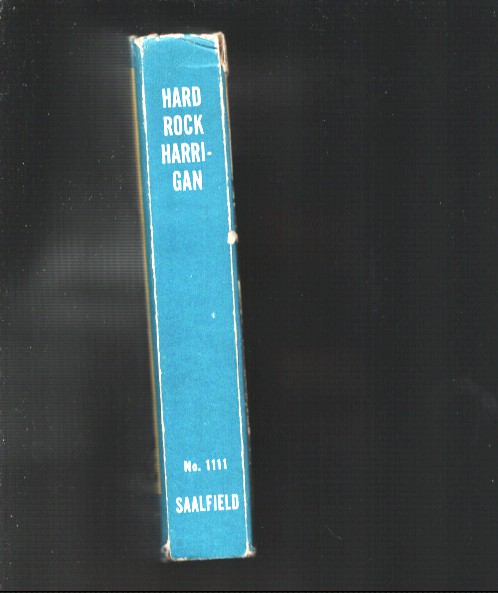 HARD
ROCK
HARRI-
GAN
No. 1111
SAALFIELD